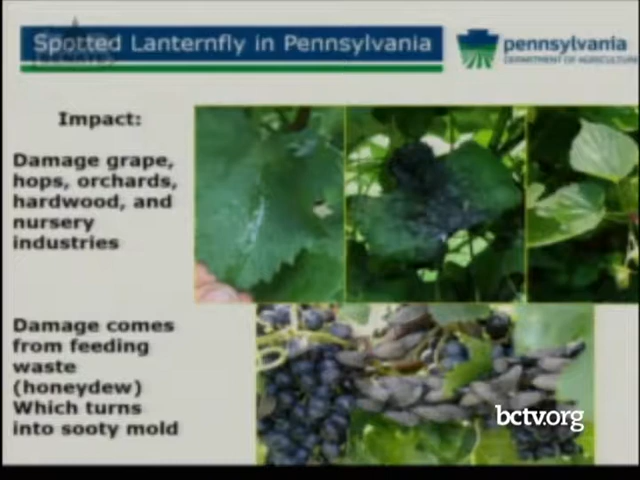 Spotted Lanternfly in Pennsylvania
pennsylvania
DEPARTMENT OF AGRICULTURE
Impact:
Damage grape,
hops, orchards,
hardwood, and
nursery
industries
Damage comes
from feeding
waste
(honeydew)
Which turns
into sooty mold
bctv.org